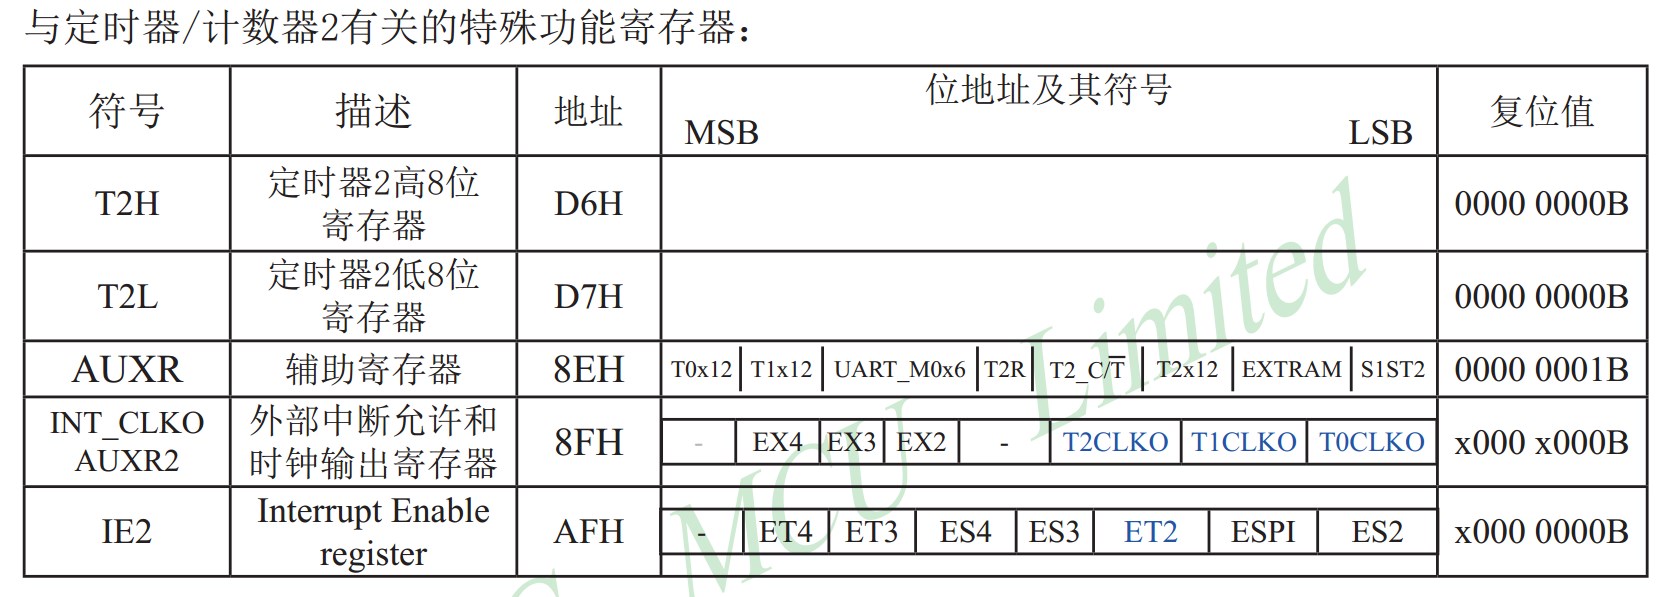 与定时器/计数器2有关的特殊功能寄存器：
符号 描述 地址 位地址及其符号 复位值
MSB LSB
T2H 定时器2高8位 D6H 0000 0000B
寄存器
T2L 定时器2低8位 D7H 0000 0000B
寄存器
AUXR 辅助寄存器 8EH T0x12 T1x12 UART_M0x6 T2R T2_C/T̅ T2x12 EXTRAM S1ST2 0000 0001B
INT_CLKO 外部中断允许和
AUXR2 时钟输出寄存器 8FH - EX4 EX3 EX2 - T2CLKO T1CLKO T0CLKO x000 x000B
IE2 Interrupt Enable AFH - ET4 ET3 ES4 ES3 ET2 ESPI ES2 x000 0000B
register
MCU Limited